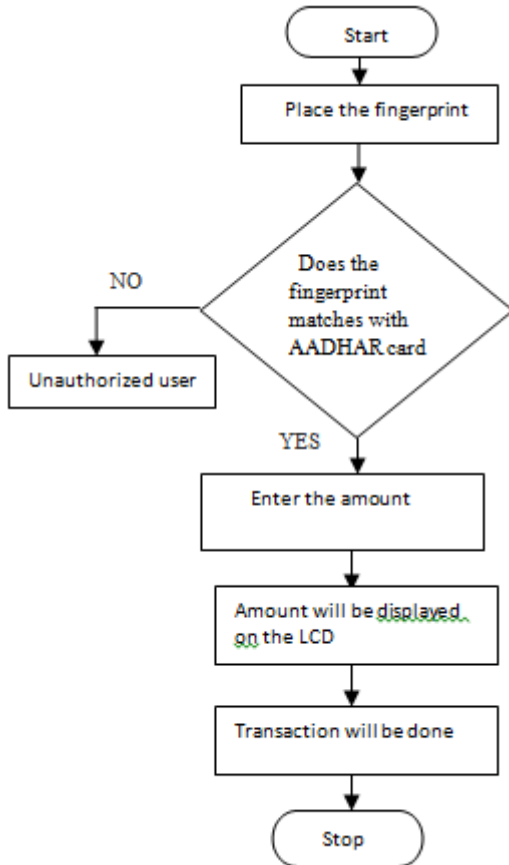 Start
Place the fingerprint
Does the
fingerprint
matches with
AADHAR card
NO
Unauthorized user
YES
Enter the amount
Amount will be displayed
on the LCD
Transaction will be done
Stop